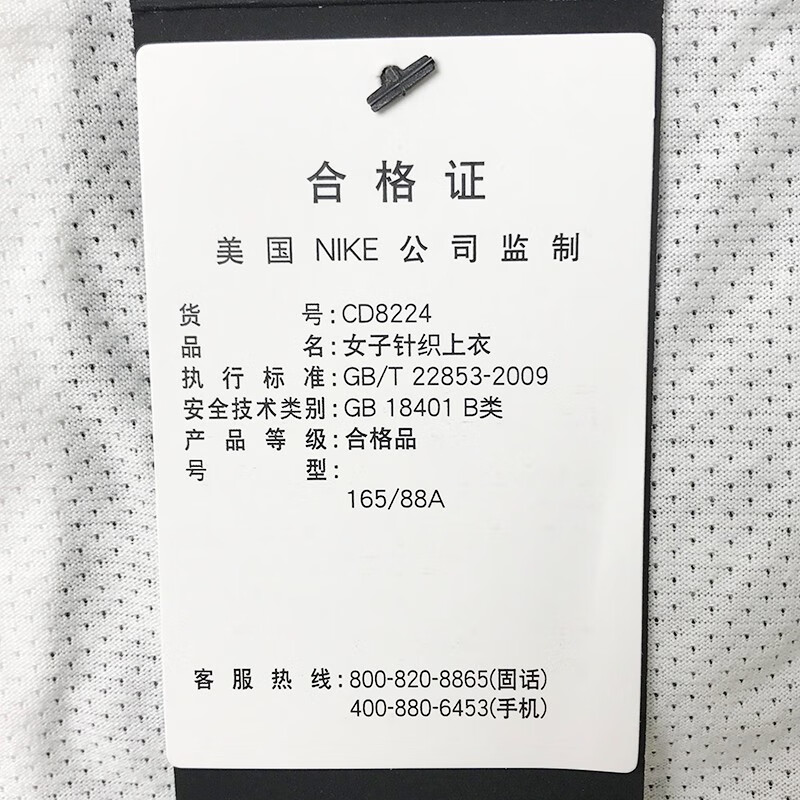 合格证
美国 NIKE 公司监制
货号:CD8224
品名:女子针织上衣
执行标准:GB/T 22853-2009
安全技术类别:GB 18401 B类
产品等级:合格品
号型:
165/88A
客服热线:800-820-8865(固话)
400-880-6453(手机)